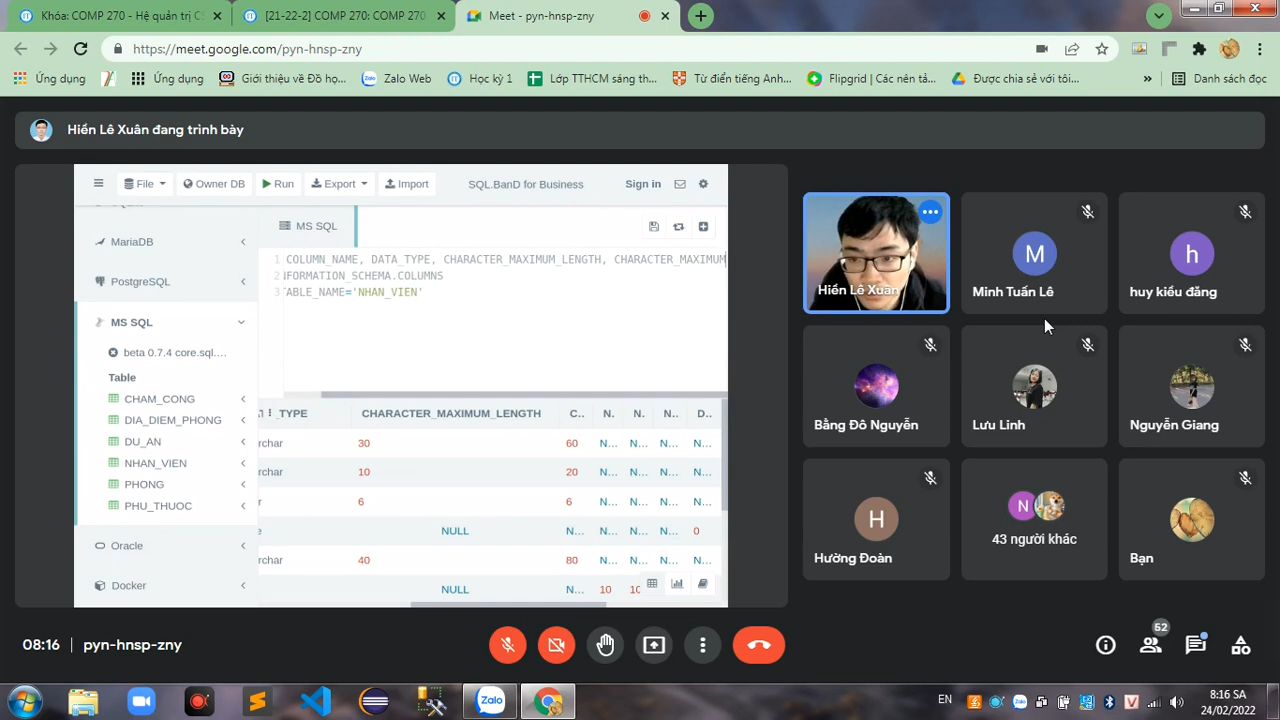 Khóa: COMP 270 - Hệ quản trị CS
[21-22-2] COMP 270: COMP 270
Meet - pyn-hnsp-zny
https://meet.google.com/pyn-hnsp-zny
Ứng dụng
Ứng dụng
Giới thiệu về Đồ họ...
Zalo Web
Học kỳ 1
Lớp TTHCM sáng th...
Từ điển tiếng Anh...
Flipgrid | Các nền tả...
Được chia sẻ với tôi...
»
Danh sách đọc
Hiền Lê Xuân đang trình bày
File
Owner DB
Run
Export
Import
SQL.BanD for Business
Sign in
MariaDB
PostgreSQL
MS SQL
beta 0.7.4 core.sql....
Table
CHAM_CONG
DIA_DIEM_PHONG
DU_AN
NHAN_VIEN
PHONG
PHU_THUOC
Oracle
Docker
MS SQL
1 COLUMN_NAME, DATA_TYPE, CHARACTER_MAXIMUM_LENGTH, CHARACTER_MAXIMUM
2 FORMATION_SCHEMA.COLUMNS
3 TABLE_NAME='NHAN_VIEN'
_TYPE CHARACTER_MAXIMUM_LENGTH C.. N. N. N.. D..
rchar 30 60 N... N... N... N...
rchar 10 20 N... N... N... N...
r 6 6 N... N... N... N...
e NULL N... N... N... N... 0
rchar 40 80 N... N... N... N...
NULL N... 10 10
Hiền Lê Xuân
M
Minh Tuấn Lê
h
huy kiều đăng
Bằng Đô Nguyễn
Lưu Linh
Nguyễn Giang
H
Hường Đoàn
N
43 người khác
Bạn
08:16 pyn-hnsp-zny
52
EN
8:16 SA
24/02/2022